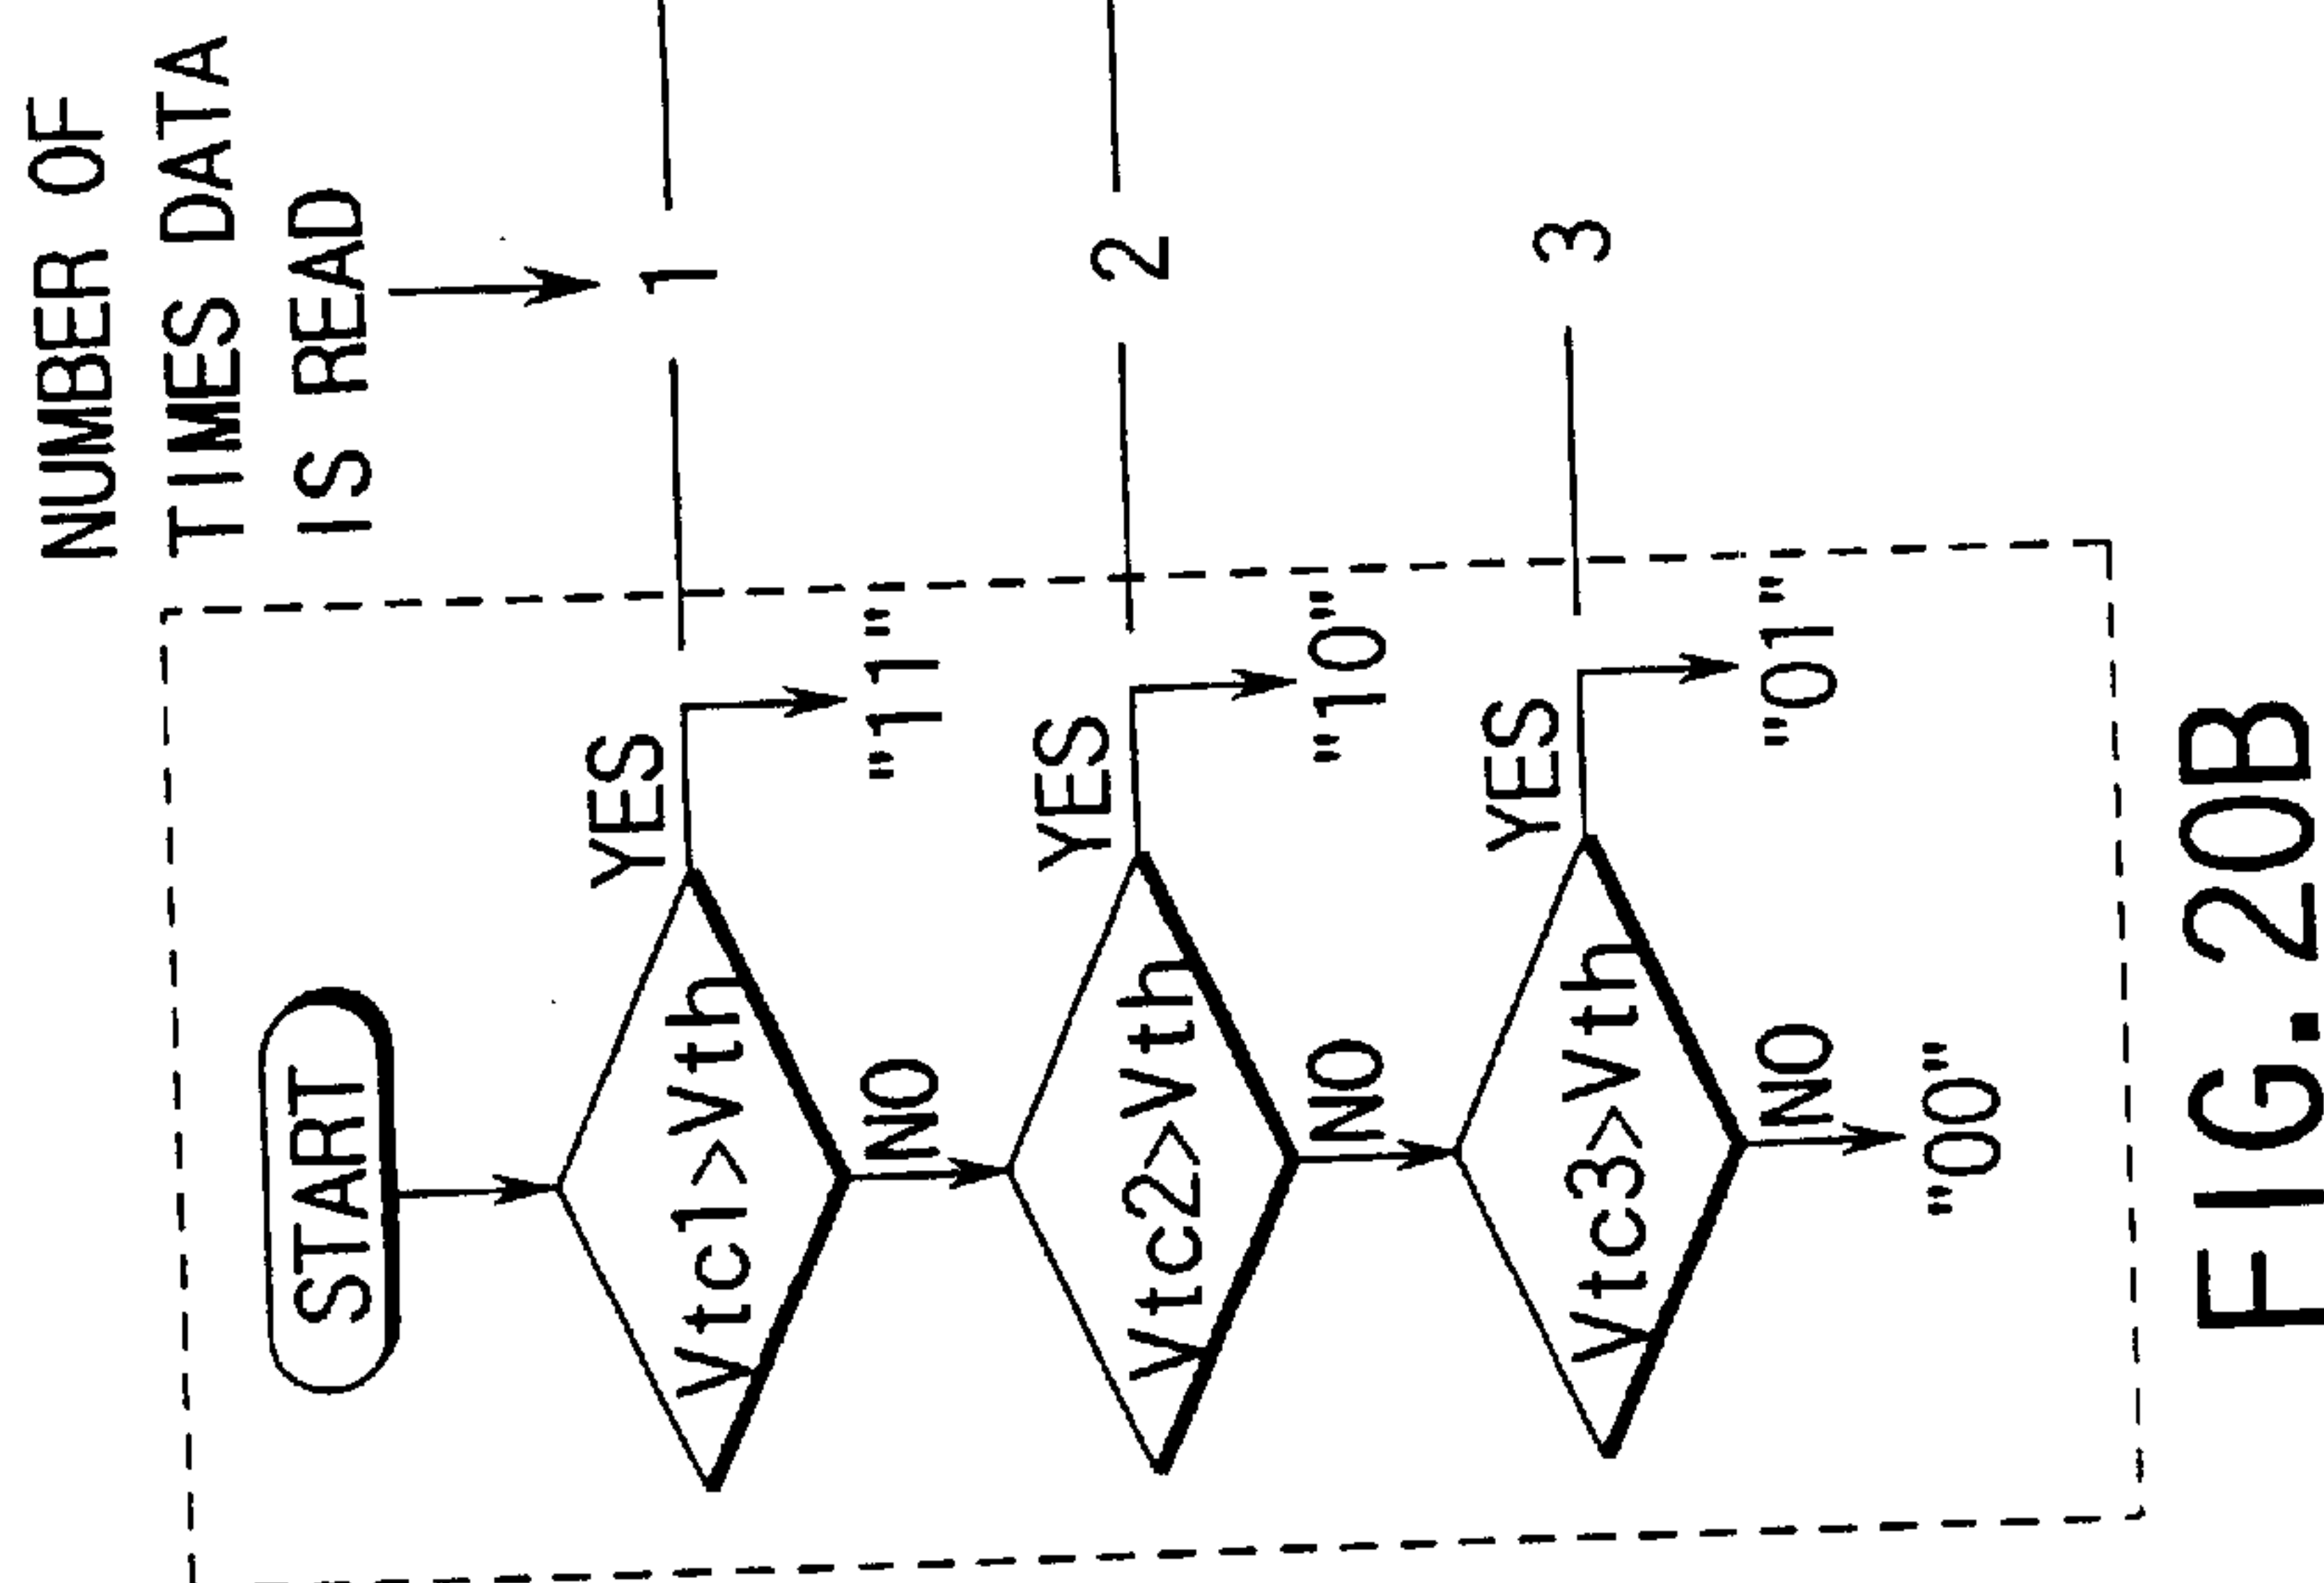 NUMBER OF
TIMES DATA
IS READ
START
Vtc1>Vth
YES
1
"11"
NO
Vtc2>Vth
YES
2
"10"
NO
Vtc3>Vth
YES
3
"01"
NO
"00"
FIG.20B